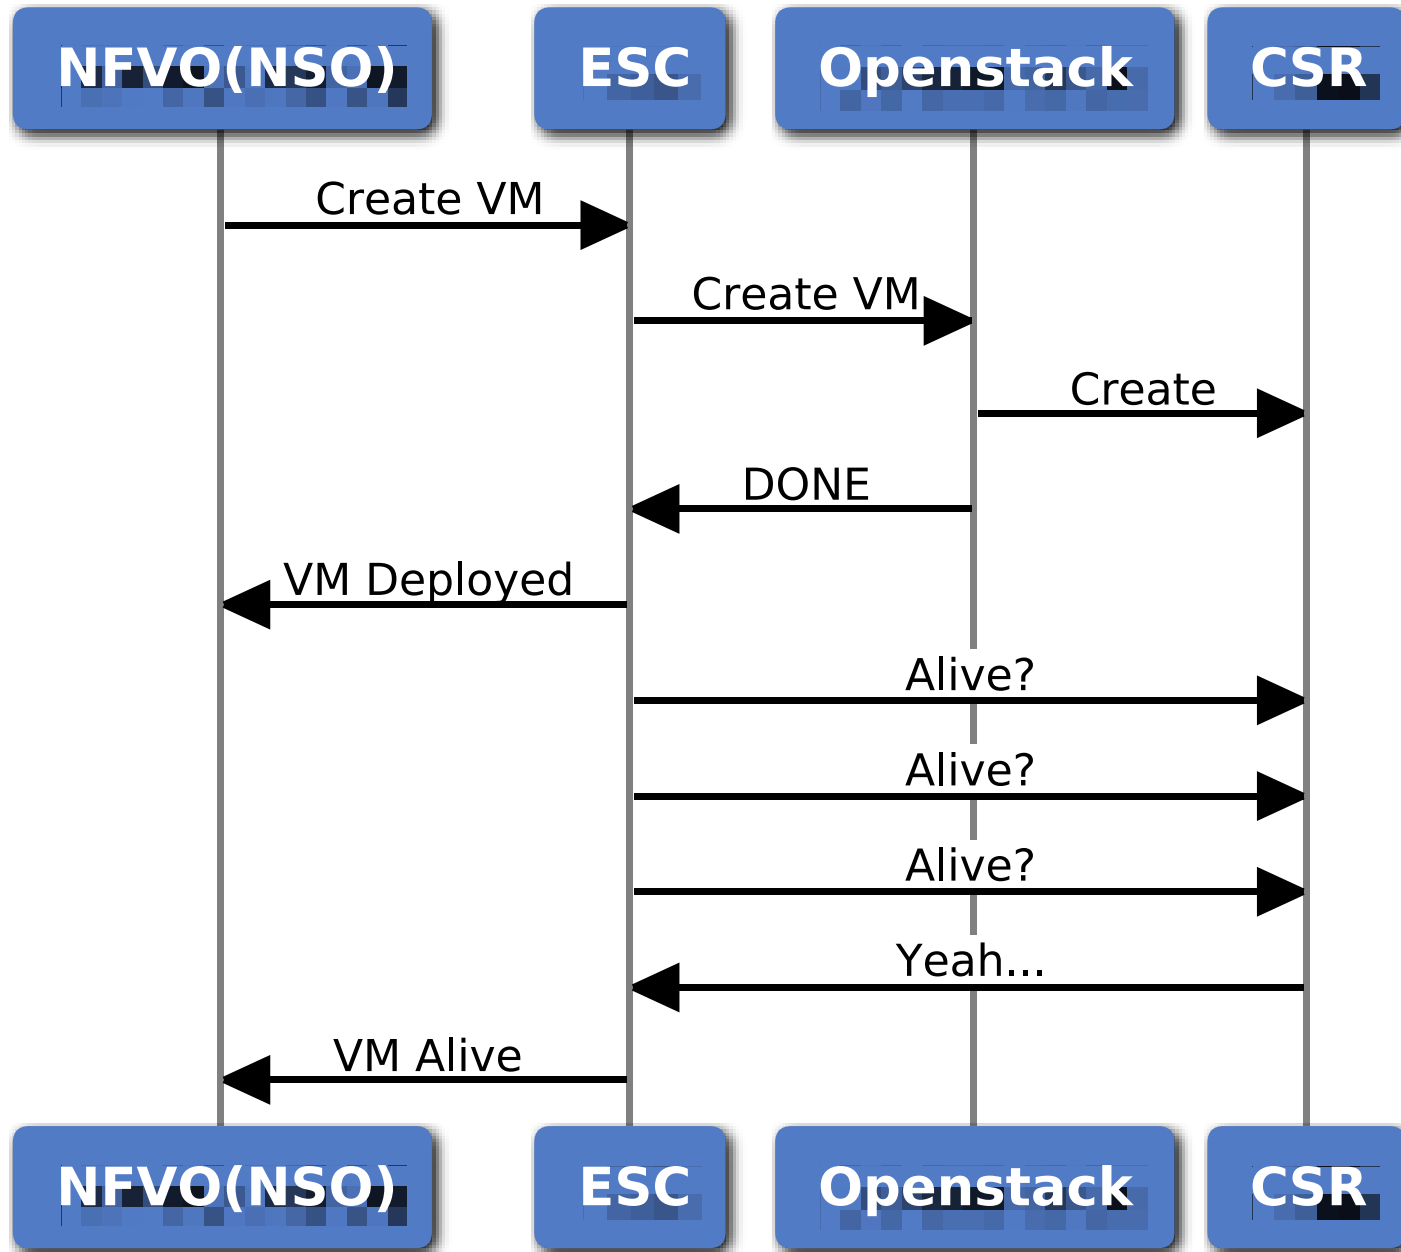 NFVO(NSO) ESC Openstack CSR
Create VM
Create VM
Create
DONE
VM Deployed
Alive?
Alive?
Alive?
Yeah...
VM Alive
NFVO(NSO) ESC Openstack CSR